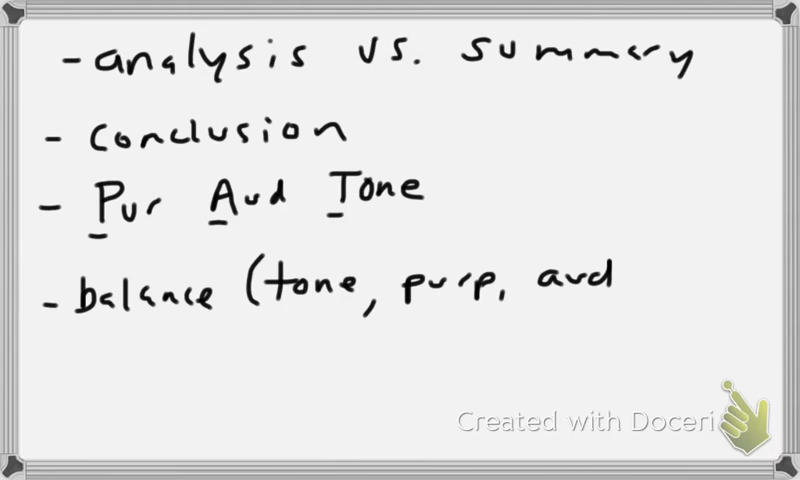 - analysis vs. summary
- conclusion
- Pur Aud Tone
- balance (tone, purp, aud
Created with Doceri